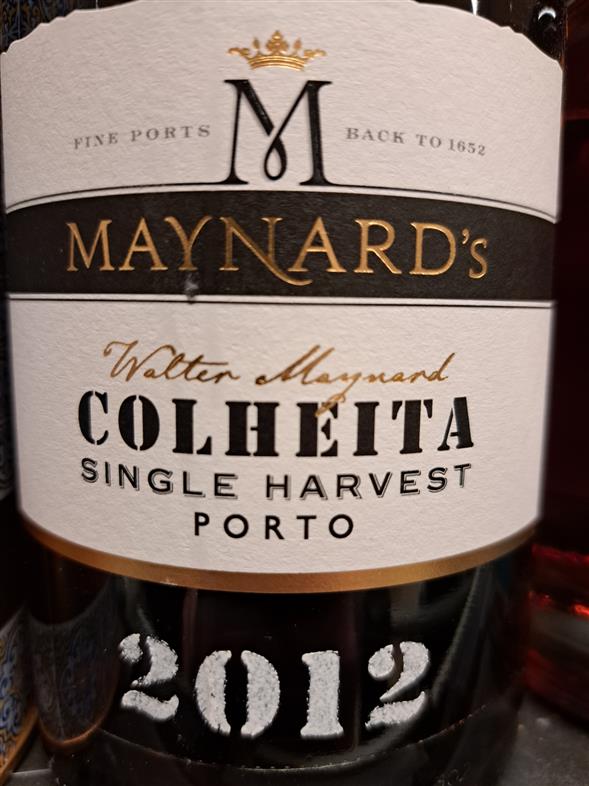 M
FINE PORTS BACK TO 1652
MAYNARD'S
Walter Maynard
COLHEITA
SINGLE HARVEST
PORTO
2012